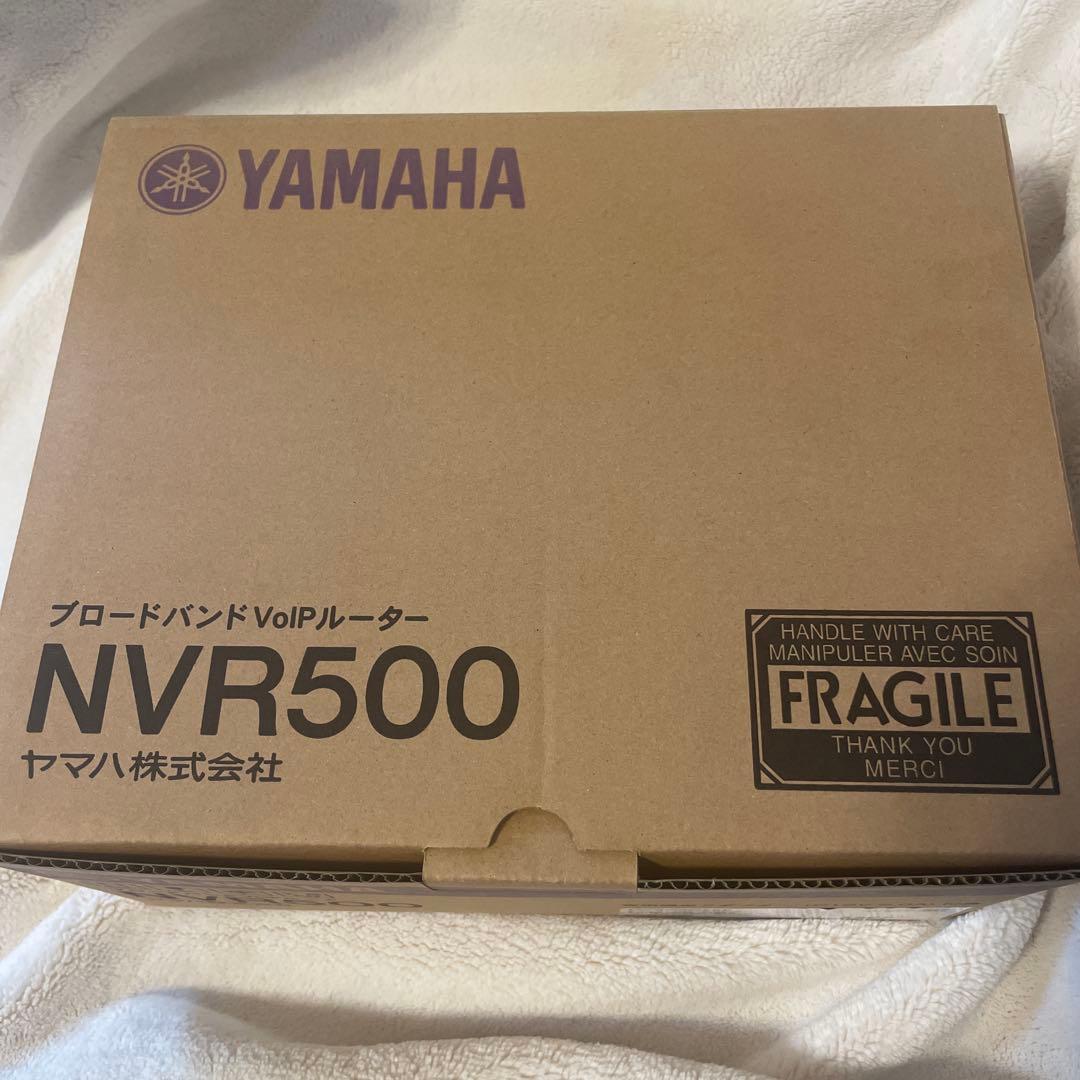 YAMAHA
ブロードバンドVoIPルーター
NVR500
ヤマハ株式会社
HANDLE WITH CARE
MANIPULER AVEC SOIN
FRAGILE
THANK YOU
MERCI